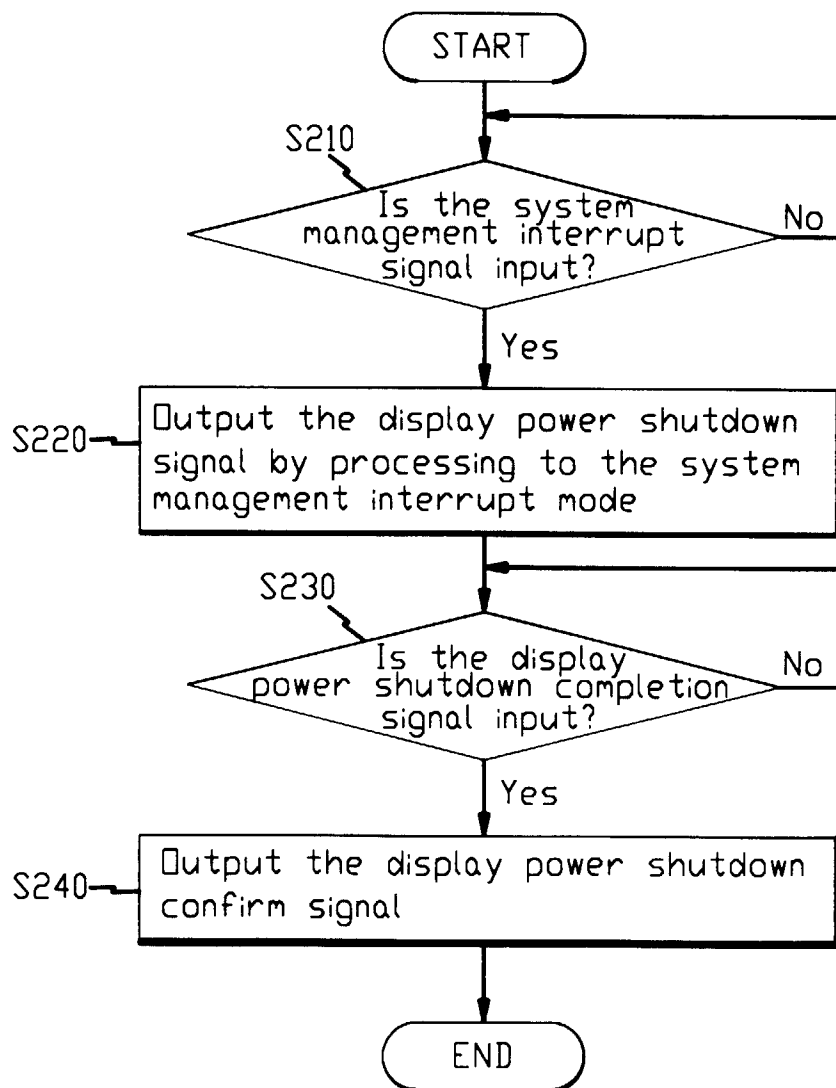 START
S210
Is the system
management interrupt
signal input?
No
Yes
S220
Output the display power shutdown
signal by processing to the system
management interrupt mode
S230
Is the display
power shutdown completion
signal input?
No
Yes
S240
Output the display power shutdown
confirm signal
END